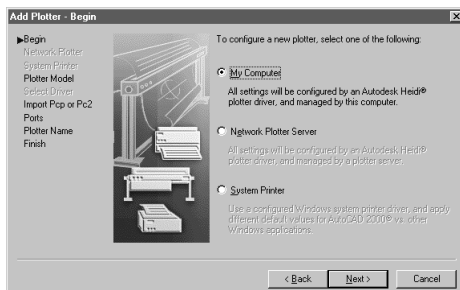 Add Plotter - Begin
Begin
Network Plotter
System Printer
Plotter Model
Select Driver
Import Pcp or Pc2
Ports
Plotter Name
Finish
To configure a new plotter, select one of the following:
My Computer
All settings will be configured by an Autodesk Heidi®
plotter driver, and managed by this computer.
Network Plotter Server
All settings will be configured by an Autodesk Heidi®
plotter driver, and managed by a plotter server.
System Printer
Use a configured Windows system printer driver, and apply
different default values for AutoCAD 2000® vs. other
Windows applications.
< Back
Next >
Cancel